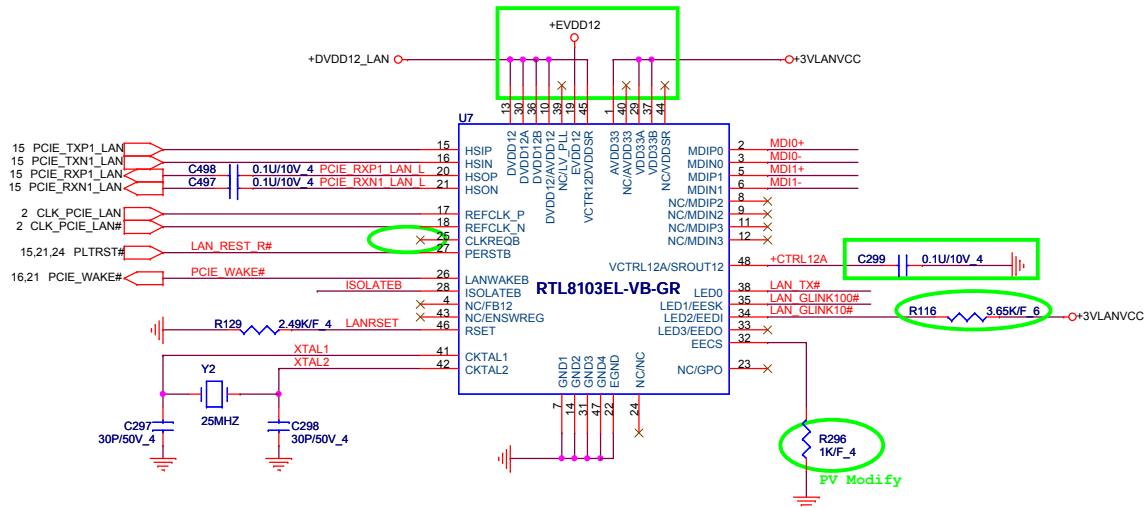 +EVDD12
+DVDD12_LAN
+3VLANVCC
13
30
36
10
39
19
45
1
40
29
37
44
U7
DVDD12
DVDD12A
DVDD12B
DVDD12/AVDD12
NC/LV_PLL
EVDD12
VCTR12DVDDSR
AVDD33
NC/AVDD33
VDD33A
VDD33B
NC/VDDSR
15 PCIE_TXP1_LAN 15 HSIP
15 PCIE_TXN1_LAN 16 HSIN
15 PCIE_RXP1_LAN C498 0.1U/10V_4 PCIE_RXP1_LAN_L 20 HSOP
15 PCIE_RXN1_LAN C497 0.1U/10V_4 PCIE_RXN1_LAN_L 21 HSON
2 CLK_PCIE_LAN 17 REFCLK_P
2 CLK_PCIE_LAN# 18 REFCLK_N
25 CLKREQB
15,21,24 PLTRST# LAN_REST_R# 27 PERSTB
16,21 PCIE_WAKE# PCIE_WAKE# 26 LANWAKEB
ISOLATEB 28 ISOLATEB
4 NC/FB12
43 NC/ENSWREG
R129 2.49K/F_4 LANRSET 46 RSET
XTAL1 41 CKTAL1
XTAL2 42 CKTAL2
Y2
25MHZ
C297
30P/50V_4
C298
30P/50V_4
RTL8103EL-VB-GR
MDIP0 2 MDI0+
MDIN0 3 MDI0-
MDIP1 5 MDI1+
MDIN1 6 MDI1-
NC/MDIP2 8
NC/MDIN2 9
NC/MDIP3 11
NC/MDIN3 12
VCTRL12A/SROUT12 48 +CTRL12A C299 0.1U/10V_4
LED0 38 LAN_TX#
LED1/EESK 35 LAN_GLINK100#
LED2/EEDI 34 LAN_GLINK10# R116 3.65K/F_6 +3VLANVCC
LED3/EEDO 33
EECS 32
NC/GPO 23
GND1
GND2
GND3
GND4
EGND
NC/NC
7
14
31
47
22
24
R296
1K/F_4
PV Modify